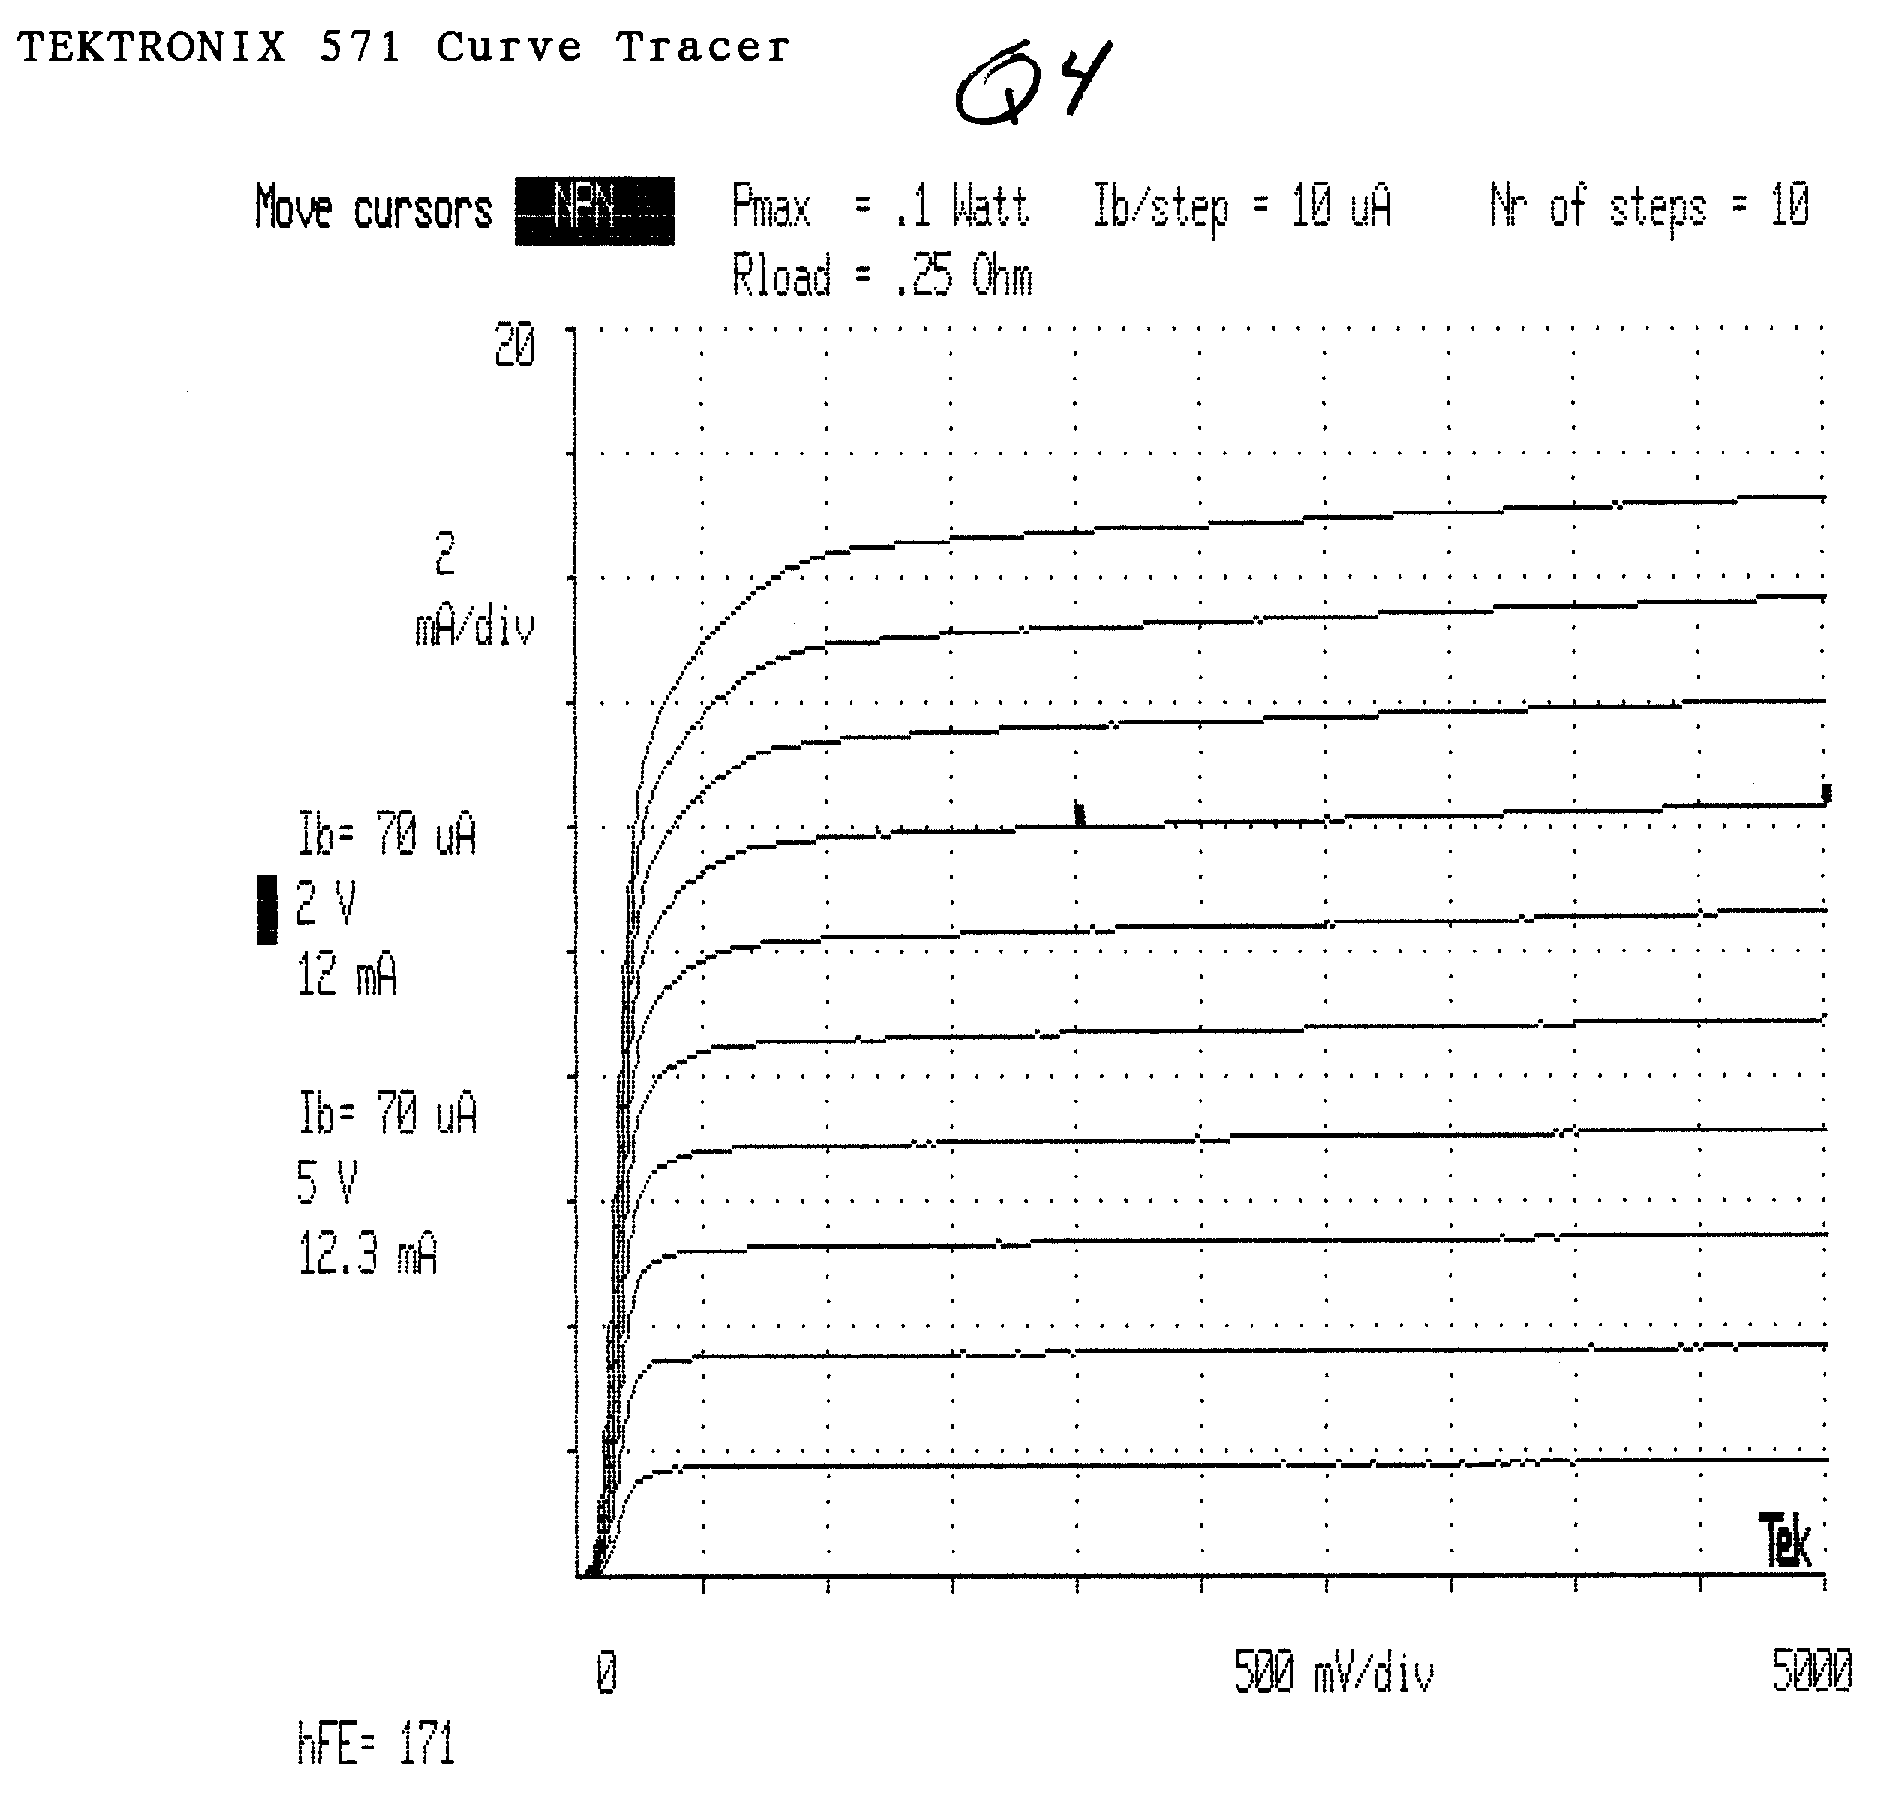 TEKTRONIX 571 Curve Tracer
Q4
Move cursors NPN Pmax = .1 Watt Ib/step = 10 uA Nr of steps = 10
Rload = .25 Ohm
20
2
mA/div
Ib= 70 uA
2 V
12 mA
Ib= 70 uA
5 V
12.3 mA
Tek
0 500 mV/div 5000
hFE= 171